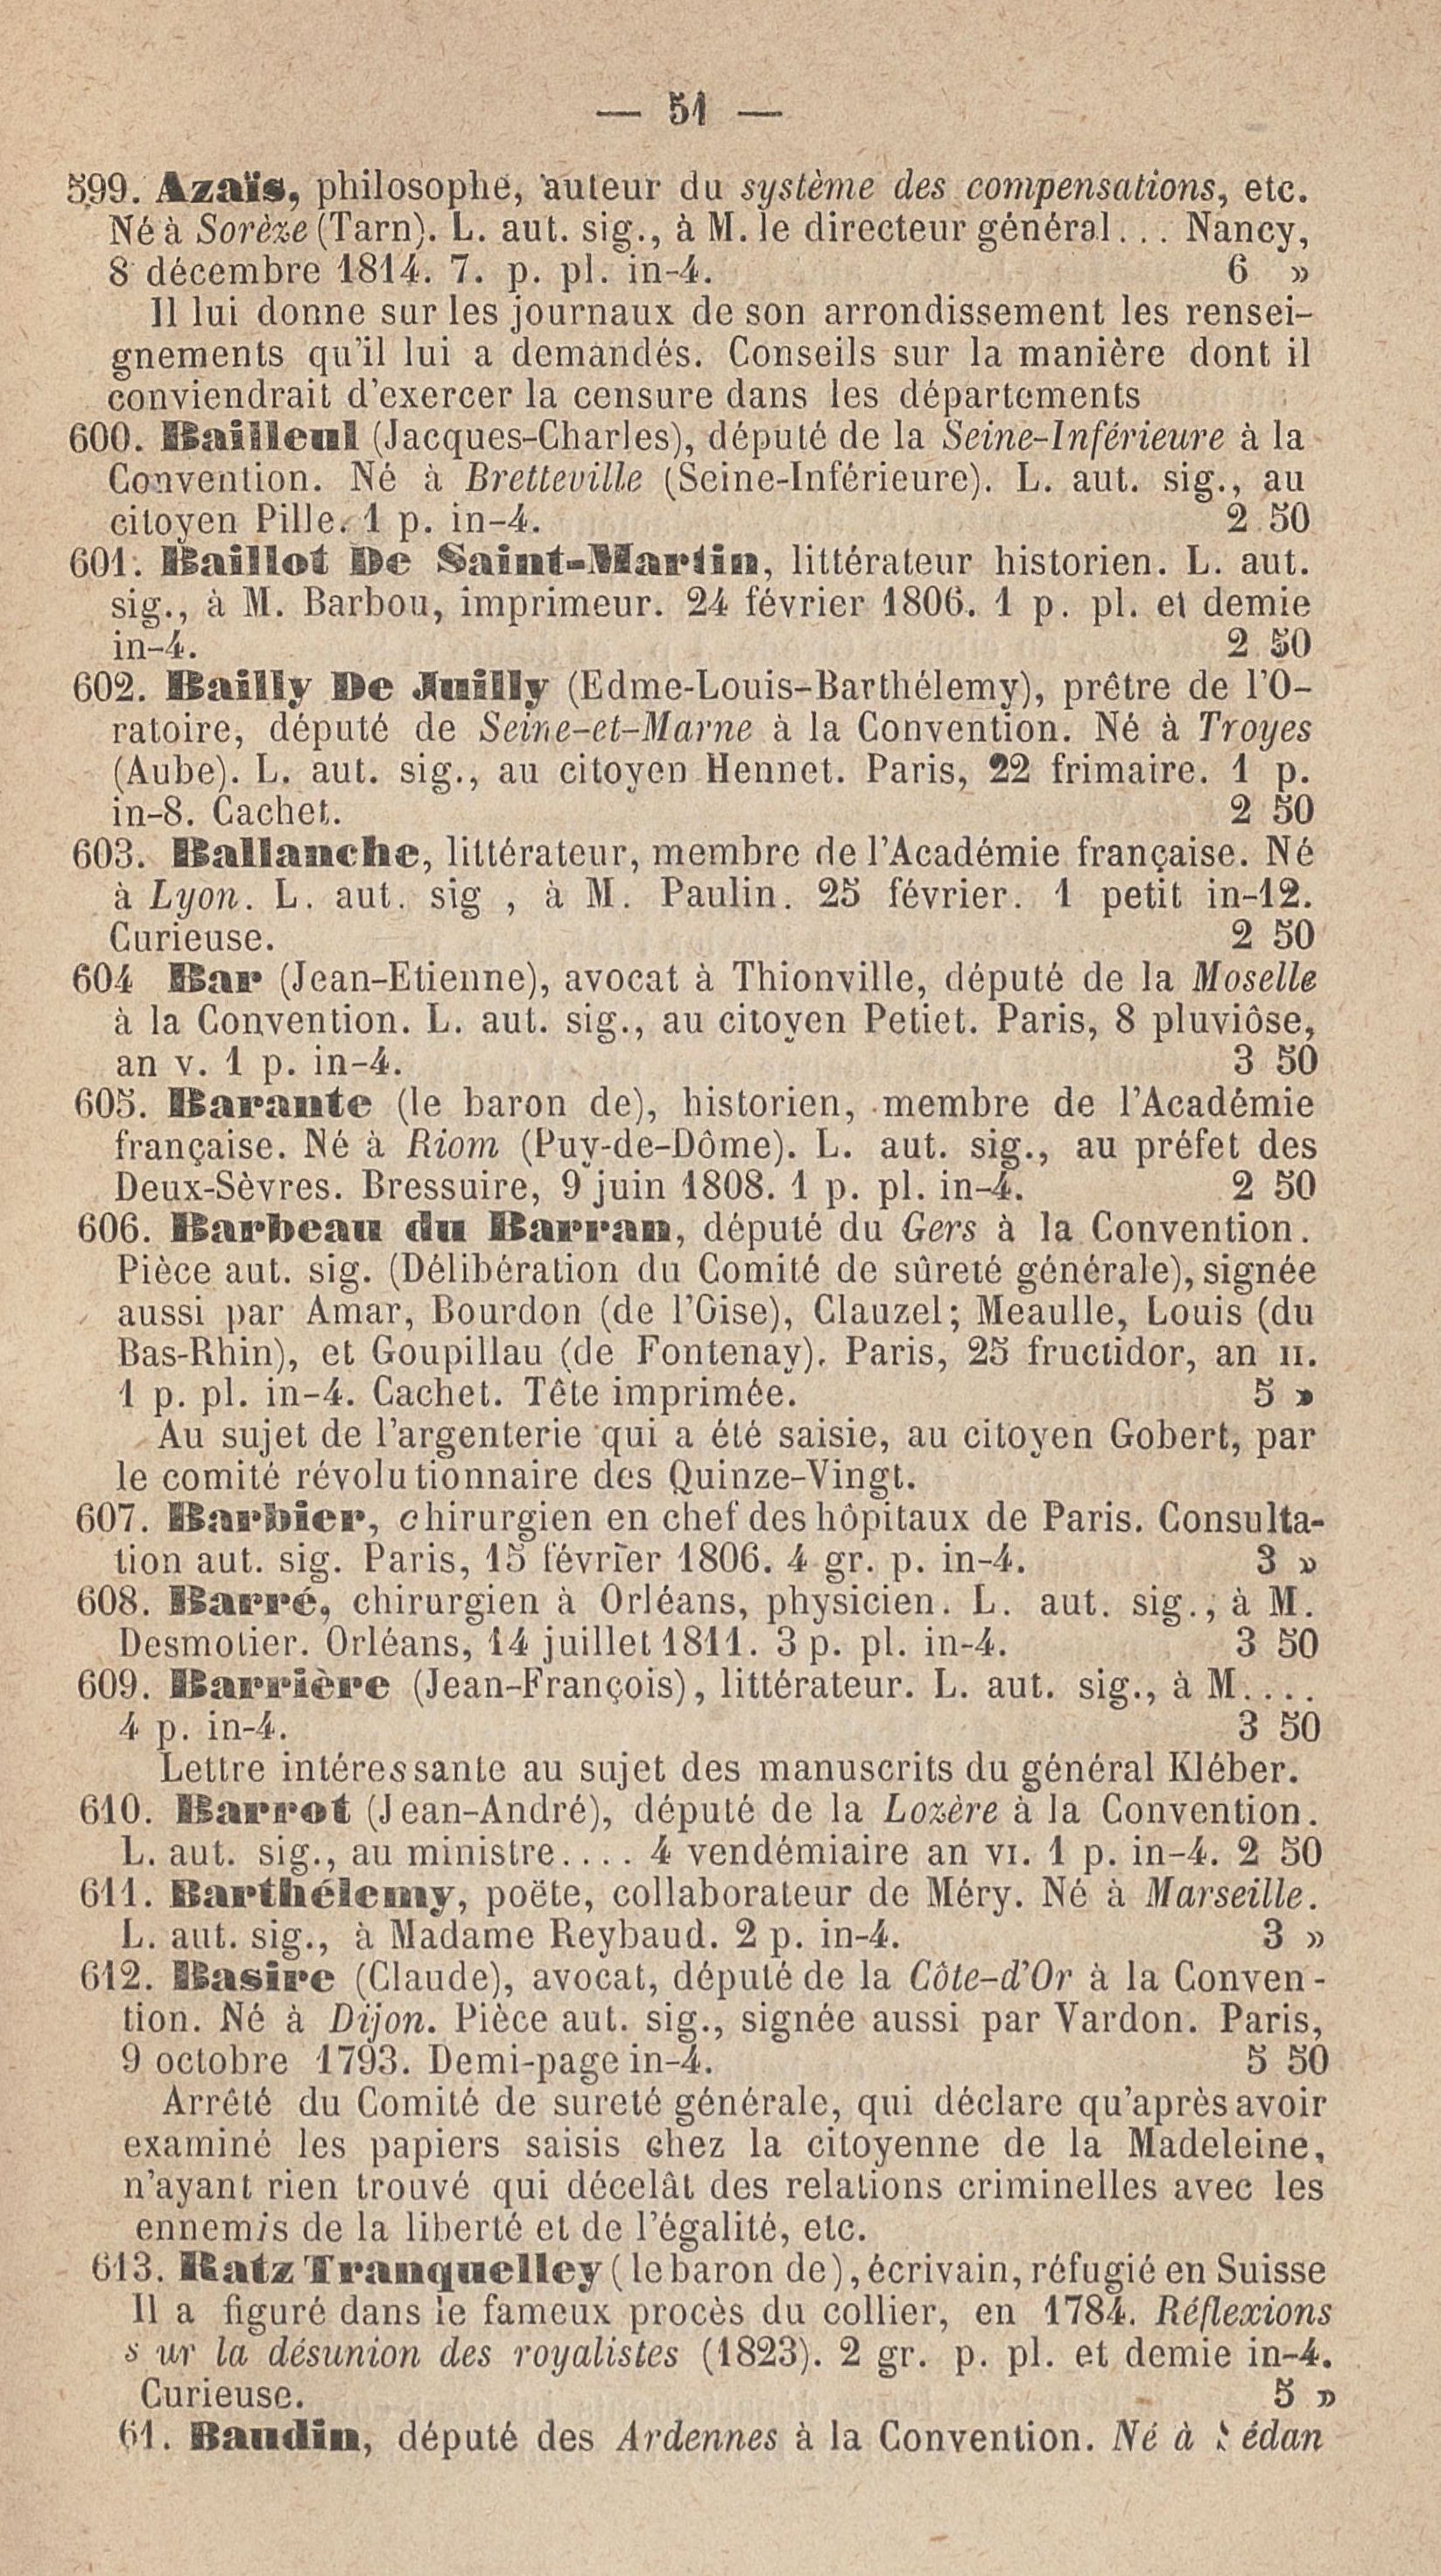 — 51 —
599. Azaïs, philosophe, auteur du système des compensations, etc.
Né à Sorèze (Tarn). L. aut. sig., à M. le directeur général... Nancy,
8 décembre 1814. 7. p. pl. in-4. 6 »
Il lui donne sur les journaux de son arrondissement les rensei-
gnements qu'il lui a demandés. Conseils sur la manière dont il
conviendrait d'exercer la censure dans les départements
600. Bailleul (Jacques-Charles), député de la Seine-Inférieure à la
Convention. Né à Bretteville (Seine-Inférieure). L. aut. sig., au
citoyen Pille. 1 p. in-4. 2 50
601. Baillot De Saint-Martin, littérateur historien. L. aut.
sig., à M. Barbou, imprimeur. 24 février 1806. 1 p. pl. et demie
in-4. 2 50
602. Bailly De Juilly (Edme-Louis-Barthélemy), prêtre de l'O-
ratoire, député de Seine-et-Marne à la Convention. Né à Troyes
(Aube). L. aut. sig., au citoyen Hennet. Paris, 22 frimaire. 1 p.
in-8. Cachet. 2 50
603. Ballanche, littérateur, membre de l'Académie française. Né
à Lyon. L. aut. sig , à M. Paulin. 25 février. 1 petit in-12.
Curieuse. 2 50
604 Bar (Jean-Etienne), avocat à Thionville, député de la Moselle
à la Convention. L. aut. sig., au citoyen Petiet. Paris, 8 pluviôse,
an v. 1 p. in-4. 3 50
605. Barante (le baron de), historien, membre de l'Académie
française. Né à Riom (Puy-de-Dôme). L. aut. sig., au préfet des
Deux-Sèvres. Bressuire, 9 juin 1808. 1 p. pl. in-4. 2 50
606. Barbeau du Barran, député du Gers à la Convention.
Pièce aut. sig. (Délibération du Comité de sûreté générale), signée
aussi par Amar, Bourdon (de l'Oise), Clauzel; Meaulle, Louis (du
Bas-Rhin), et Goupillau (de Fontenay). Paris, 25 fructidor, an II.
1 p. pl. in-4. Cachet. Tête imprimée. 5 »
Au sujet de l'argenterie qui a été saisie, au citoyen Gobert, par
le comité révolutionnaire des Quinze-Vingt.
607. Barbier, chirurgien en chef des hôpitaux de Paris. Consulta-
tion aut. sig. Paris, 15 février 1806. 4 gr. p. in-4. 3 »
608. Barré, chirurgien à Orléans, physicien. L. aut. sig., à M.
Desmotier. Orléans, 14 juillet 1811. 3 p. pl. in-4. 3 50
609. Barrière (Jean-François), littérateur. L. aut. sig., à M....
4 p. in-4. 3 50
Lettre intéressante au sujet des manuscrits du général Kléber.
610. Barrot (Jean-André), député de la Lozère à la Convention.
L. aut. sig., au ministre.... 4 vendémiaire an VI. 1 p. in-4. 2 50
611. Barthélemy, poëte, collaborateur de Méry. Né à Marseille.
L. aut. sig., à Madame Reybaud. 2 p. in-4. 3 »
612. Basire (Claude), avocat, député de la Côte-d'Or à la Conven-
tion. Né à Dijon. Pièce aut. sig., signée aussi par Vardon. Paris,
9 octobre 1793. Demi-page in-4. 5 50
Arrêté du Comité de sureté générale, qui déclare qu'après avoir
examiné les papiers saisis chez la citoyenne de la Madeleine,
n'ayant rien trouvé qui décelât des relations criminelles avec les
ennemis de la liberté et de l'égalité, etc.
613. Batz Tranquelley (le baron de), écrivain, réfugié en Suisse
Il a figuré dans le fameux procès du collier, en 1784. Réflexions
s ur la désunion des royalistes (1823). 2 gr. p. pl. et demie in-4.
Curieuse. 5 »
61. Baudin, député des Ardennes à la Convention. Né à Sédan